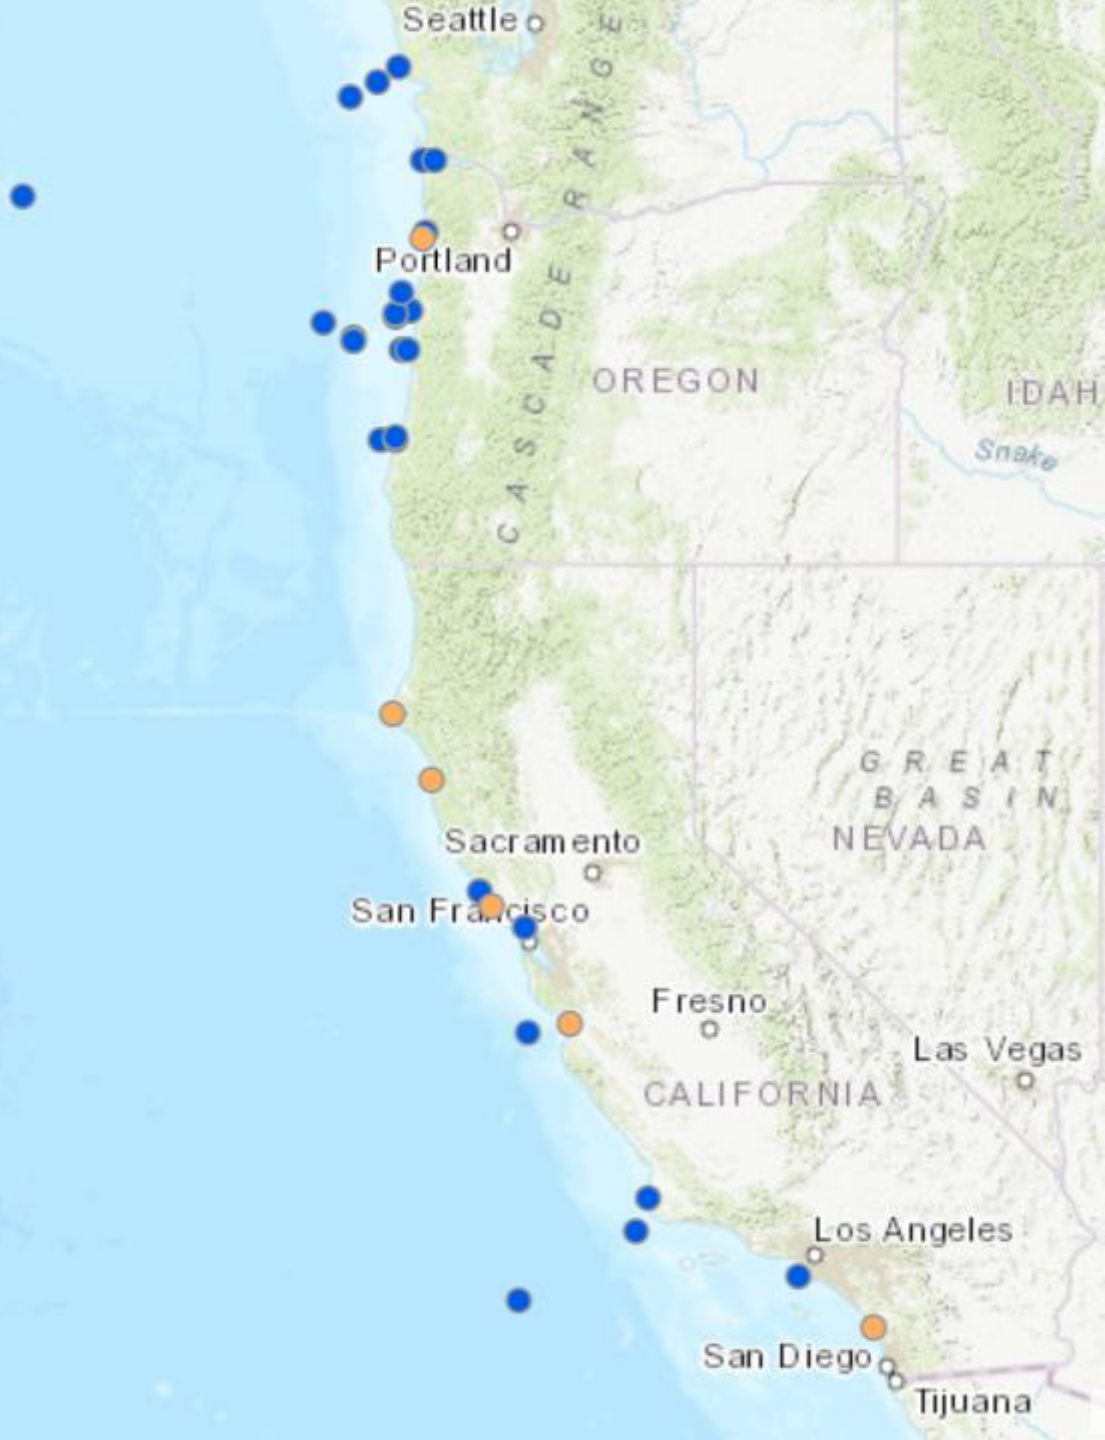 Seattle
CASCADE RANGE
Portland
OREGON
IDAH
Snake
GREAT
BASIN
NEVADA
Sacramento
San Francisco
Fresno
Las Vegas
CALIFORNIA
Los Angeles
San Diego
Tijuana